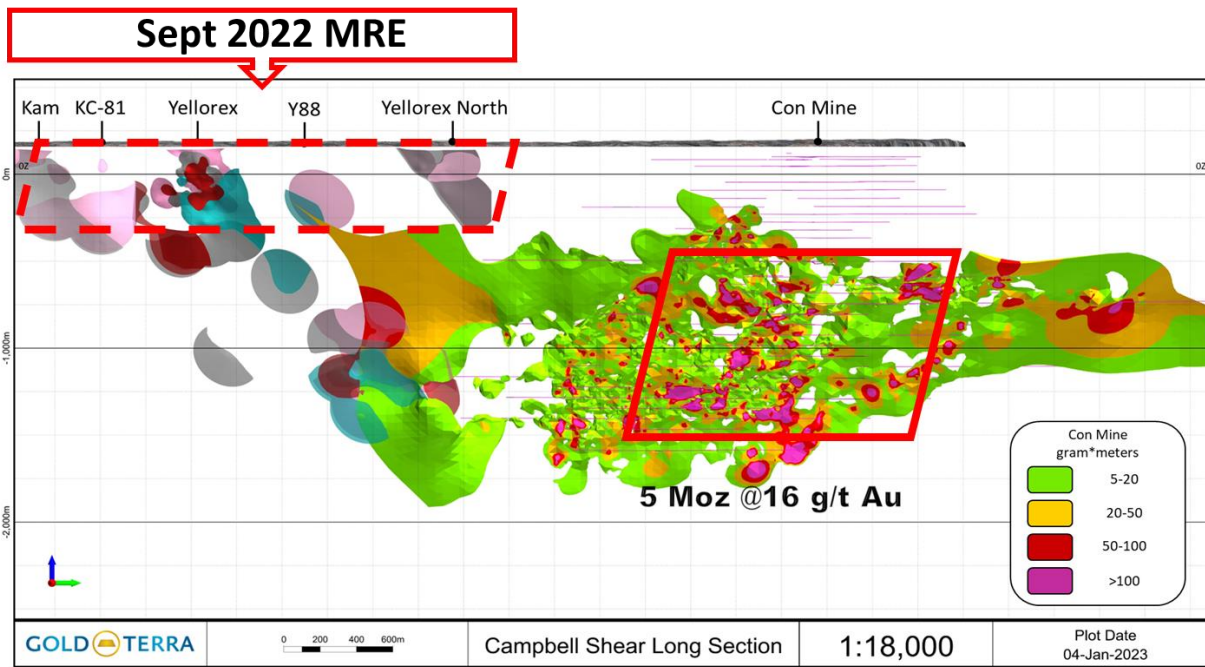 Sept 2022 MRE
Kam KC-81 Yellorex Y88 Yellorex North Con Mine
0Z 0Z
0m
-1,000m
5 Moz @16 g/t Au
-2,000m
Con Mine
gram*meters
5-20
20-50
50-100
>100
GOLD TERRA
0 200 400 600m
Campbell Shear Long Section
1:18,000
Plot Date
04-Jan-2023